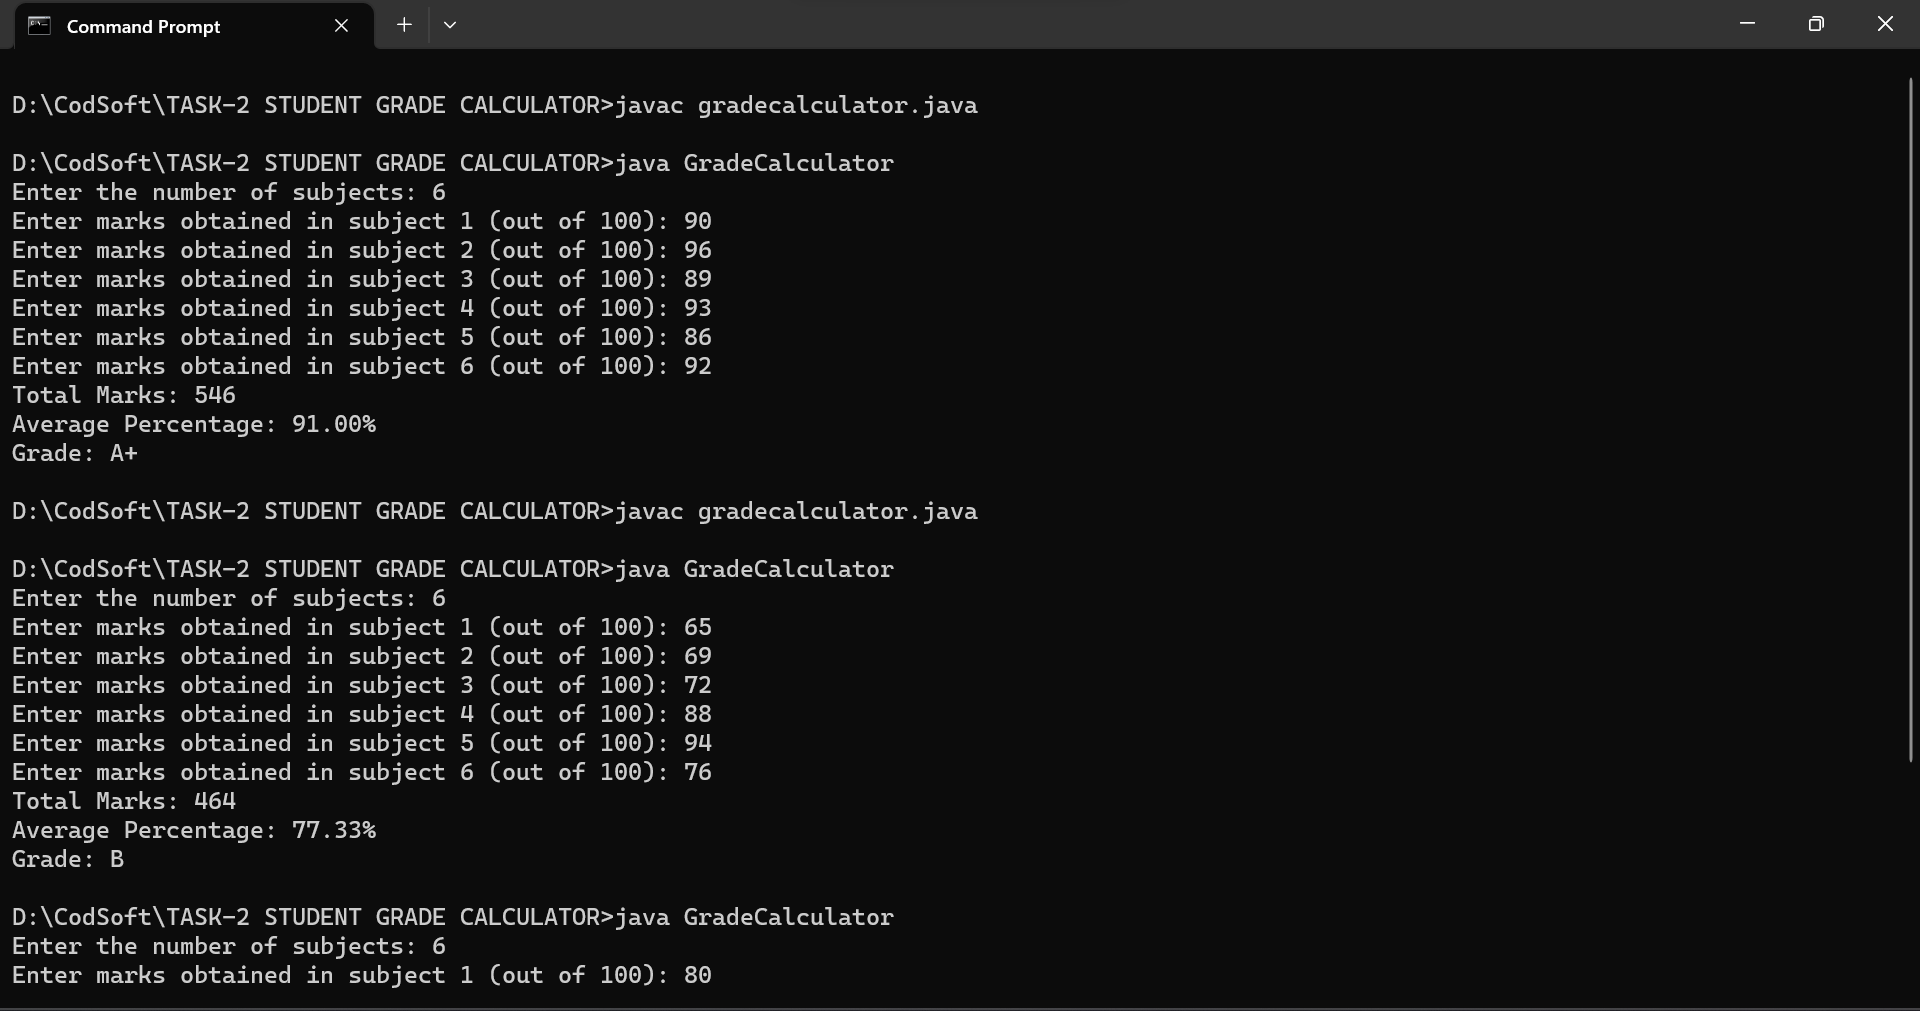 Command Prompt
D:\CodSoft\TASK-2 STUDENT GRADE CALCULATOR>javac gradecalculator.java
D:\CodSoft\TASK-2 STUDENT GRADE CALCULATOR>java GradeCalculator
Enter the number of subjects: 6
Enter marks obtained in subject 1 (out of 100): 90
Enter marks obtained in subject 2 (out of 100): 96
Enter marks obtained in subject 3 (out of 100): 89
Enter marks obtained in subject 4 (out of 100): 93
Enter marks obtained in subject 5 (out of 100): 86
Enter marks obtained in subject 6 (out of 100): 92
Total Marks: 546
Average Percentage: 91.00%
Grade: A+
D:\CodSoft\TASK-2 STUDENT GRADE CALCULATOR>javac gradecalculator.java
D:\CodSoft\TASK-2 STUDENT GRADE CALCULATOR>java GradeCalculator
Enter the number of subjects: 6
Enter marks obtained in subject 1 (out of 100): 65
Enter marks obtained in subject 2 (out of 100): 69
Enter marks obtained in subject 3 (out of 100): 72
Enter marks obtained in subject 4 (out of 100): 88
Enter marks obtained in subject 5 (out of 100): 94
Enter marks obtained in subject 6 (out of 100): 76
Total Marks: 464
Average Percentage: 77.33%
Grade: B
D:\CodSoft\TASK-2 STUDENT GRADE CALCULATOR>java GradeCalculator
Enter the number of subjects: 6
Enter marks obtained in subject 1 (out of 100): 80